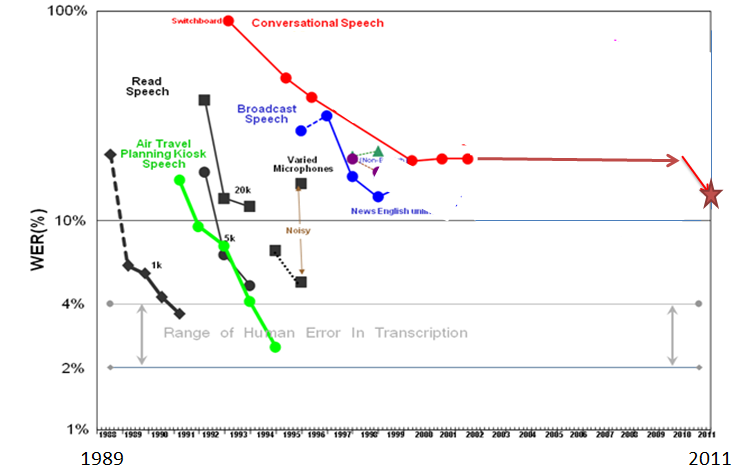 100%
Switchboard
Conversational Speech
Read
Speech
Broadcast
Speech
Air Travel
Planning Kiosk
Speech
Varied
Microphones
20k
News English
10%
Noisy
5k
1k
WER(%)
4%
Range of Human Error In Transcription
2%
1%
1988 1989 1990 1991 1992 1993 1994 1995 1996 1997 1998 1999 2000 2001 2002 2003 2004 2005 2006 2007 2008 2009 2010 2011
1989 2011